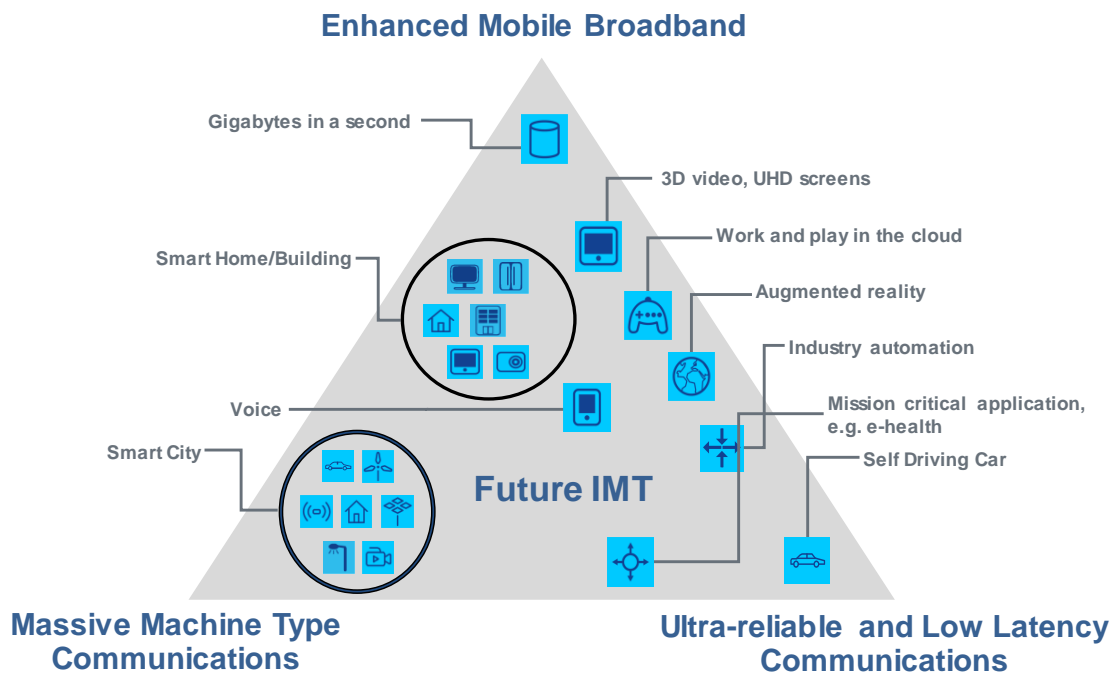 Enhanced Mobile Broadband
Gigabytes in a second
3D video, UHD screens
Work and play in the cloud
Smart Home/Building
Augmented reality
Industry automation
Voice
Mission critical application,
e.g. e-health
Smart City
Self Driving Car
Future IMT
Massive Machine Type
Communications
Ultra-reliable and Low Latency
Communications